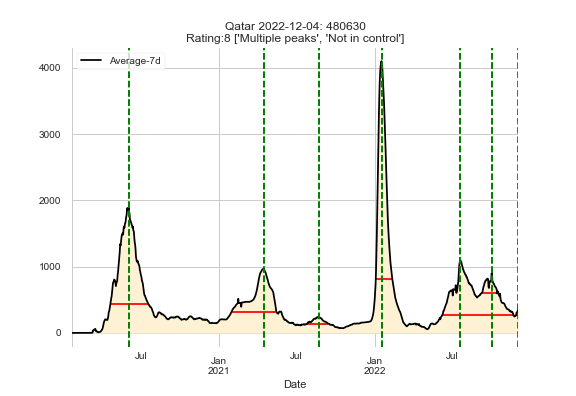 Qatar 2022-12-04: 480630
Rating:8 ['Multiple peaks', 'Not in control']
Average-7d
4000
3000
2000
1000
0
Jul
Jan
2021
Jul
Jan
2022
Jul
Date